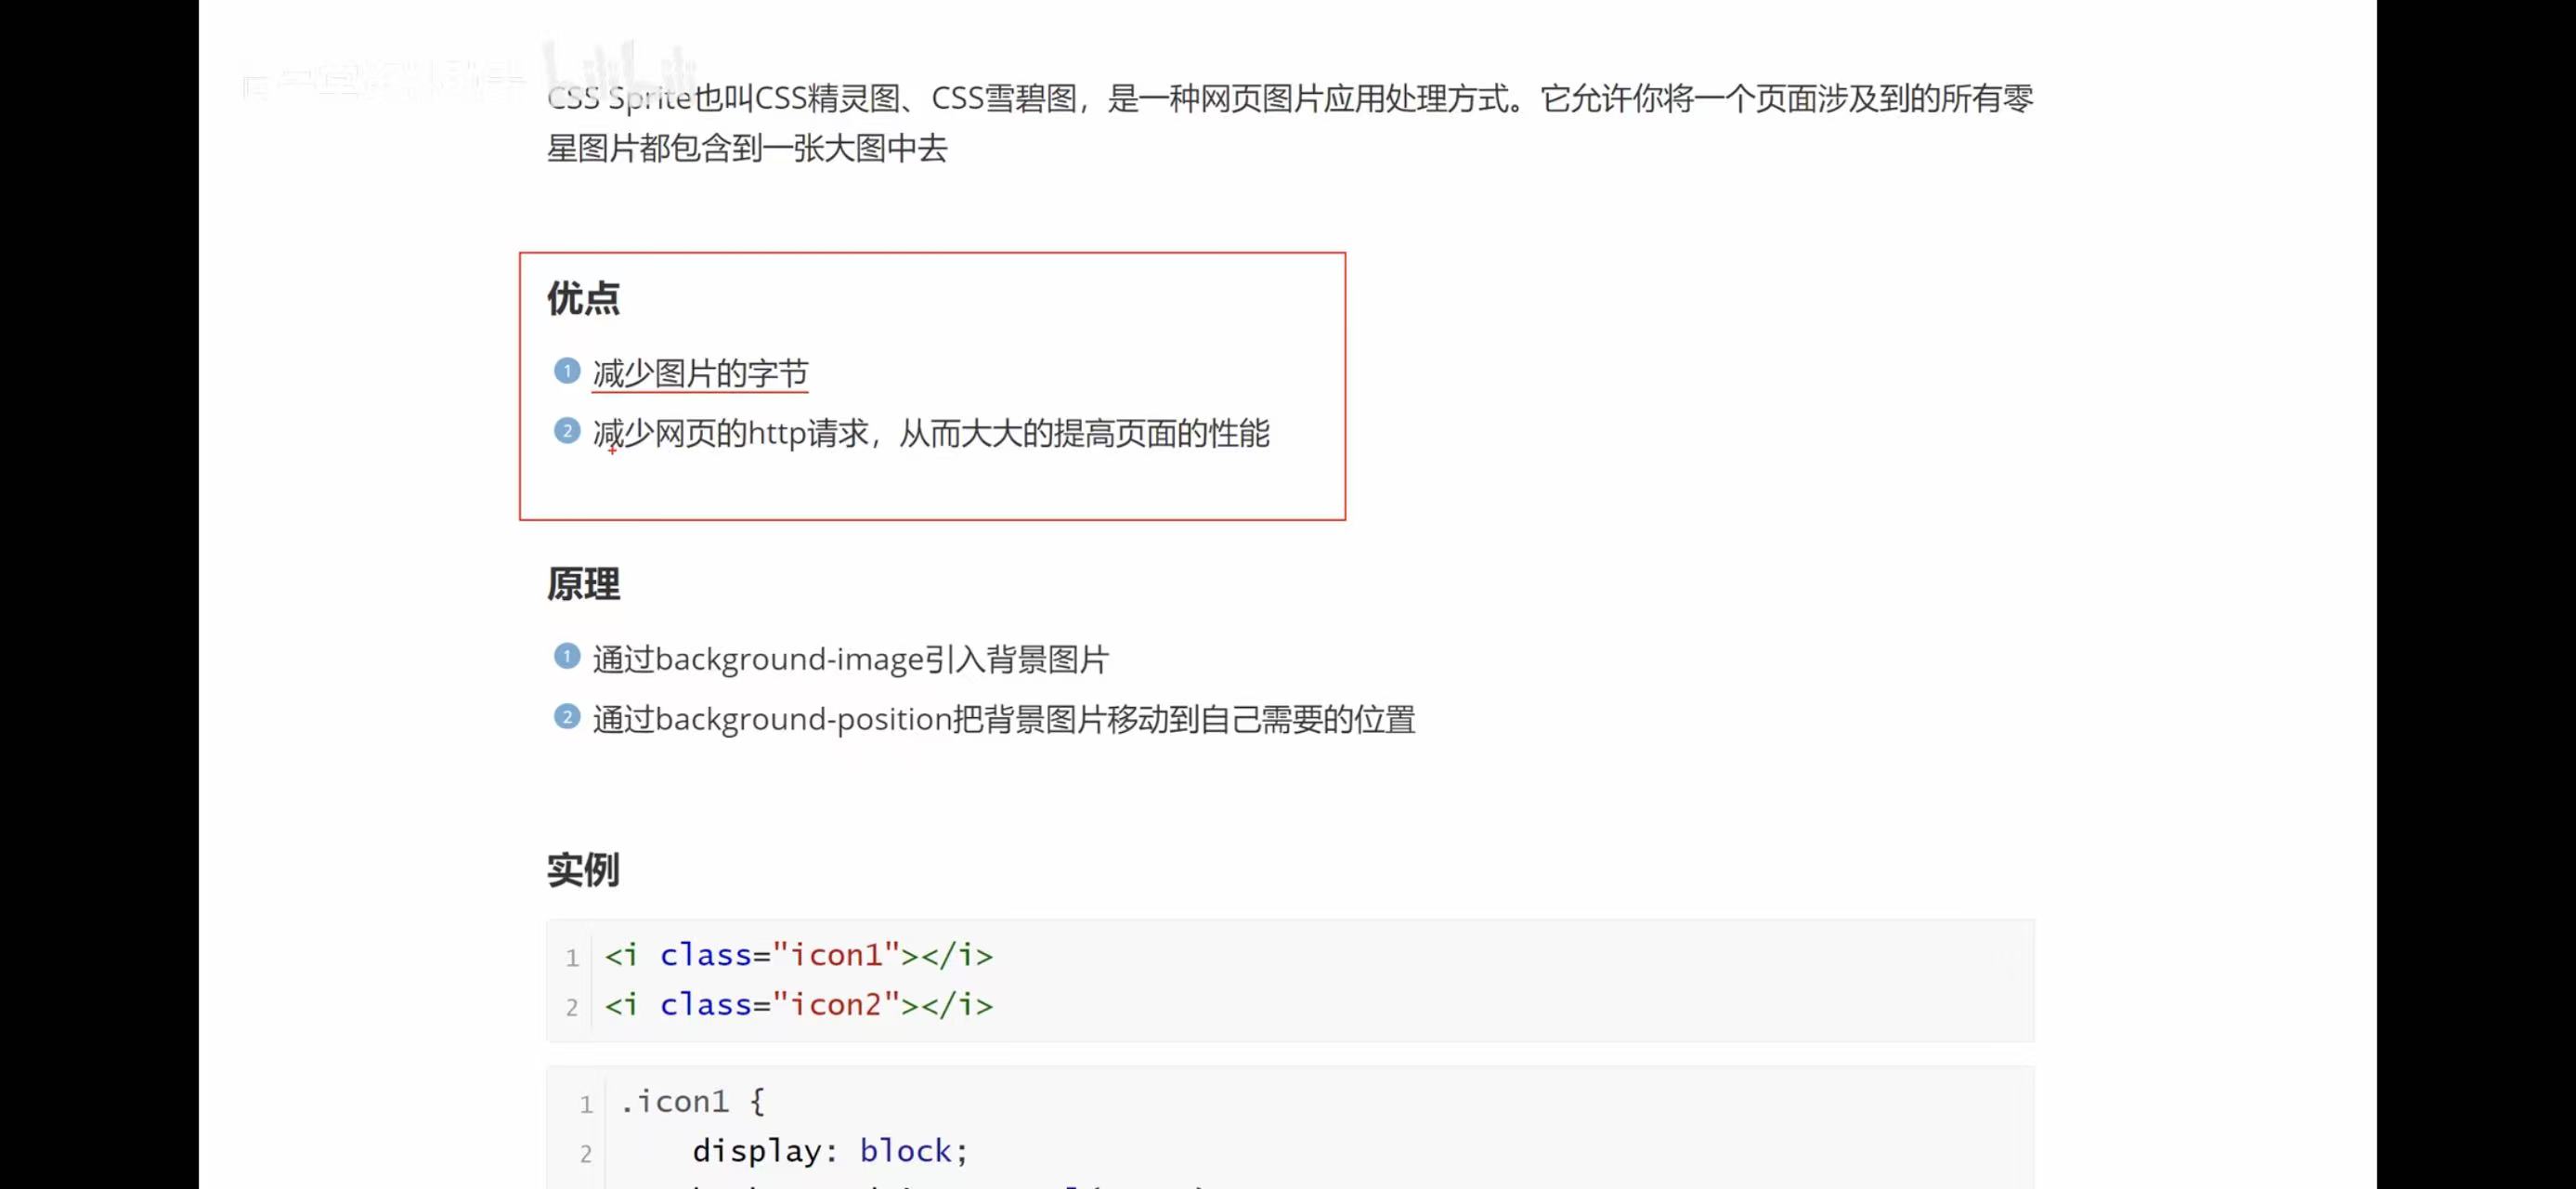 bilibili
CSS Sprite也叫CSS精灵图、CSS雪碧图，是一种网页图片应用处理方式。它允许你将一个页面涉及到的所有零
星图片都包含到一张大图中去
优点
1 减少图片的字节
2 减少网页的http请求，从而大大的提高页面的性能
原理
1 通过background-image引入背景图片
2 通过background-position把背景图片移动到自己需要的位置
实例
1 <i class="icon1"></i>
2 <i class="icon2"></i>
1 .icon1 {
2 display: block;